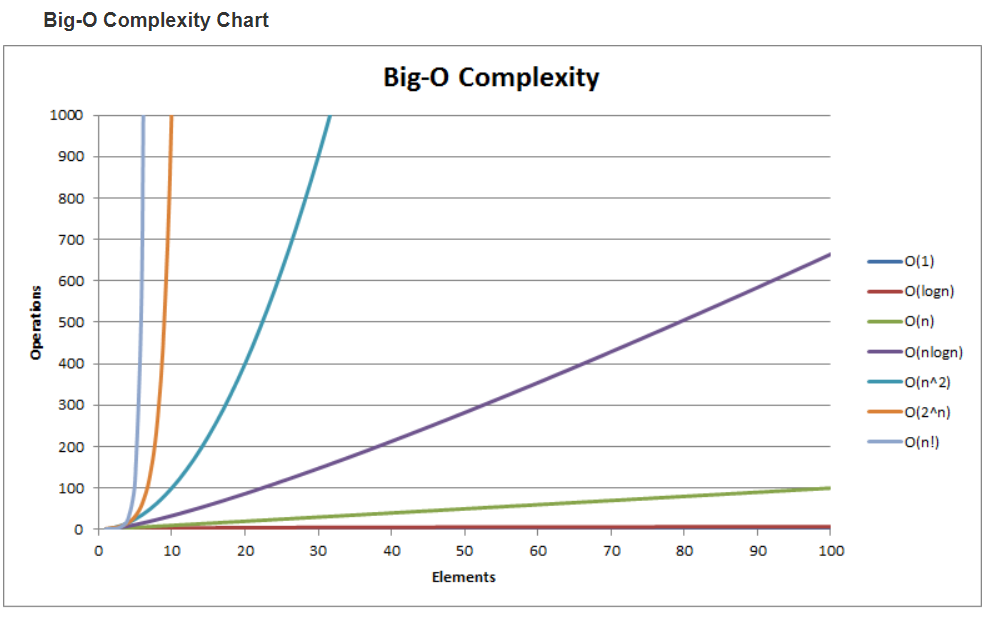 Big-O Complexity Chart
Big-O Complexity
1000
900
800
700
600
500
400
300
200
100
0
Operations
0 10 20 30 40 50 60 70 80 90 100
Elements
O(1)
O(logn)
O(n)
O(nlogn)
O(n^2)
O(2^n)
O(n!)